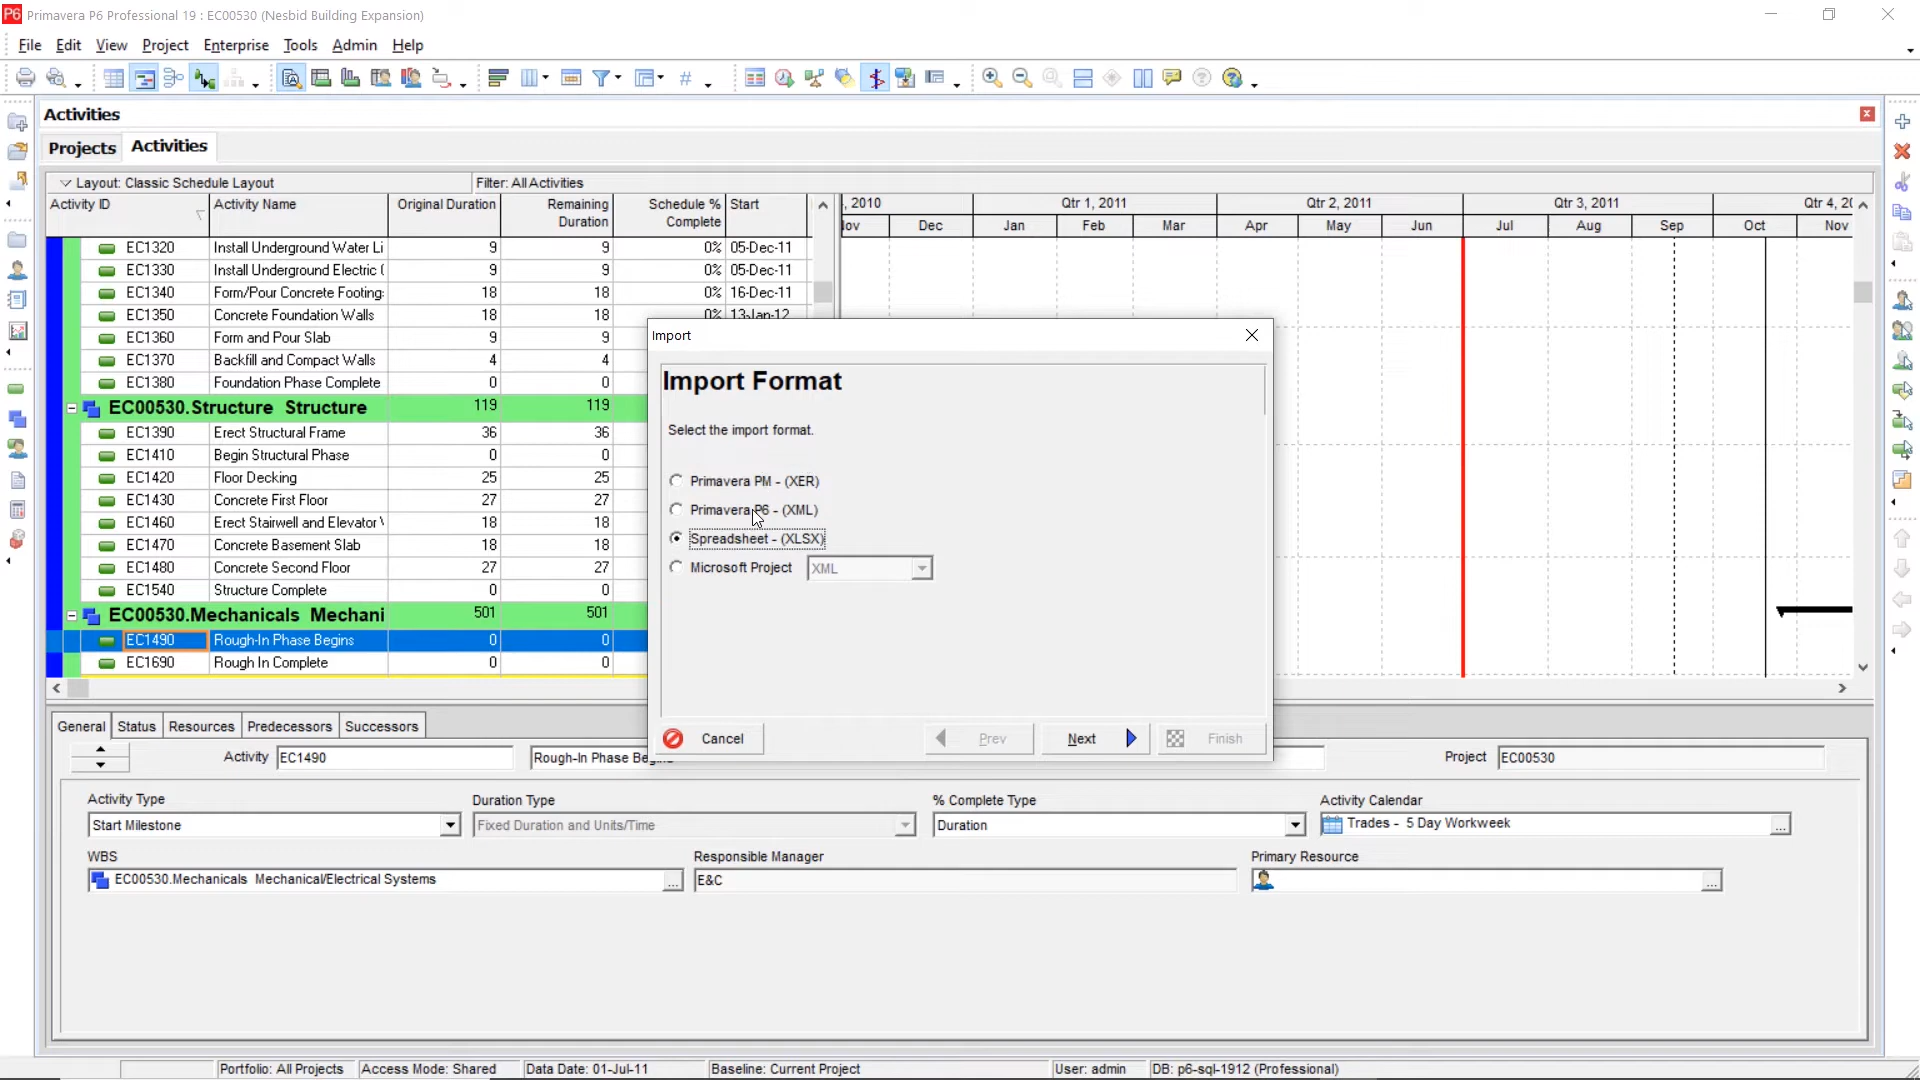 Primavera P6 Professional 19 : EC00530 (Nesbid Building Expansion)
File Edit View Project Enterprise Tools Admin Help
Activities
Projects Activities
Layout: Classic Schedule Layout Filter: All Activities
Activity ID Activity Name Original Duration Remaining Duration Schedule % Complete Start
, 2010 Qtr 1, 2011 Qtr 2, 2011 Qtr 3, 2011 Qtr 4, 20
Dec Jan Feb Mar Apr May Jun Jul Aug Sep Oct Nov
EC1320 Install Underground Water Li 9 9 0% 05-Dec-11
EC1330 Install Underground Electric ( 9 9 0% 05-Dec-11
EC1340 Form/Pour Concrete Footing: 18 18 0% 16-Dec-11
EC1350 Concrete Foundation Walls 18 18 0% 13-Jan-12
EC1360 Form and Pour Slab 9 9
EC1370 Backfill and Compact Walls 4 4
EC1380 Foundation Phase Complete 0 0
EC00530.Structure Structure 119 119
EC1390 Erect Structural Frame 36 36
EC1410 Begin Structural Phase 0 0
EC1420 Floor Decking 25 25
EC1430 Concrete First Floor 27 27
EC1460 Erect Stairwell and Elevator 18 18
EC1470 Concrete Basement Slab 18 18
EC1480 Concrete Second Floor 27 27
EC1540 Structure Complete 0 0
EC00530.Mechanicals Mechani 501 501
EC1490 Rough-In Phase Begins 0 0
EC1690 Rough In Complete 0 0
Import
Import Format
Select the import format.
Primavera PM - (XER)
Primavera P6 - (XML)
Spreadsheet - (XLSX)
Microsoft Project XML
Cancel Prev Next Finish
General Status Resources Predecessors Successors
Activity EC1490 Rough-In Phase Be Project EC00530
Activity Type Duration Type % Complete Type Activity Calendar
Start Milestone Fixed Duration and Units/Time Duration Trades - 5 Day Workweek
WBS Responsible Manager Primary Resource
EC00530.Mechanicals Mechanical/Electrical Systems E&C
Portfolio: All Projects Access Mode: Shared Data Date: 01-Jul-11 Baseline: Current Project User: admin DB: p6-sql-1912 (Professional)